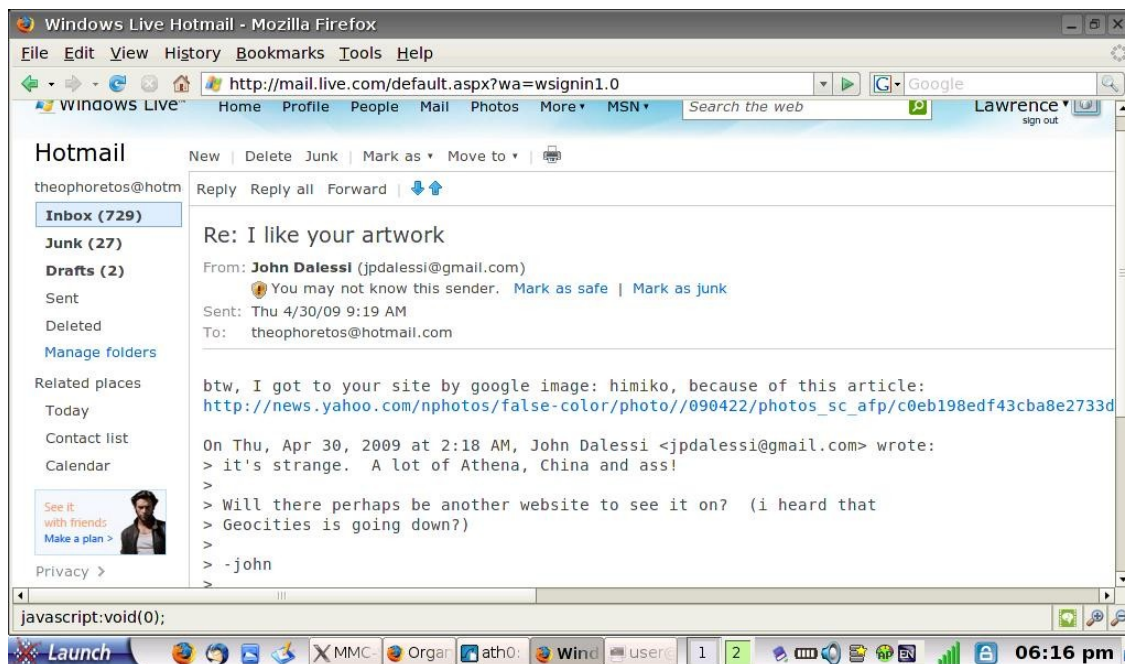 Windows Live Hotmail - Mozilla Firefox
File Edit View History Bookmarks Tools Help
http://mail.live.com/default.aspx?wa=wsignin1.0 G Google
Windows Live™ Home Profile People Mail Photos More MSN Search the web Lawrence
sign out
Hotmail New | Delete Junk | Mark as Move to |
theophoretos@hotm Reply Reply all Forward |
Inbox (729)
Junk (27)
Drafts (2)
Sent
Deleted
Manage folders
Related places
Today
Contact list
Calendar
See it
with friends
Make a plan >
Privacy >
Re: I like your artwork
From: John Dalessi (jpdalessi@gmail.com)
You may not know this sender. Mark as safe | Mark as junk
Sent: Thu 4/30/09 9:19 AM
To: theophoretos@hotmail.com
btw, I got to your site by google image: himiko, because of this article:
http://news.yahoo.com/nphotos/false-color/photo//090422/photos_sc_afp/c0eb198edf43cba8e2733d
On Thu, Apr 30, 2009 at 2:18 AM, John Dalessi <jpdalessi@gmail.com> wrote:
> it's strange.  A lot of Athena, China and ass!
>
> Will there perhaps be another website to see it on?  (i heard that
> Geocities is going down?)
>
> -john
>
javascript:void(0);
Launch MMC- Organ ath0: Wind user@ 1 2 EN 06:16 pm